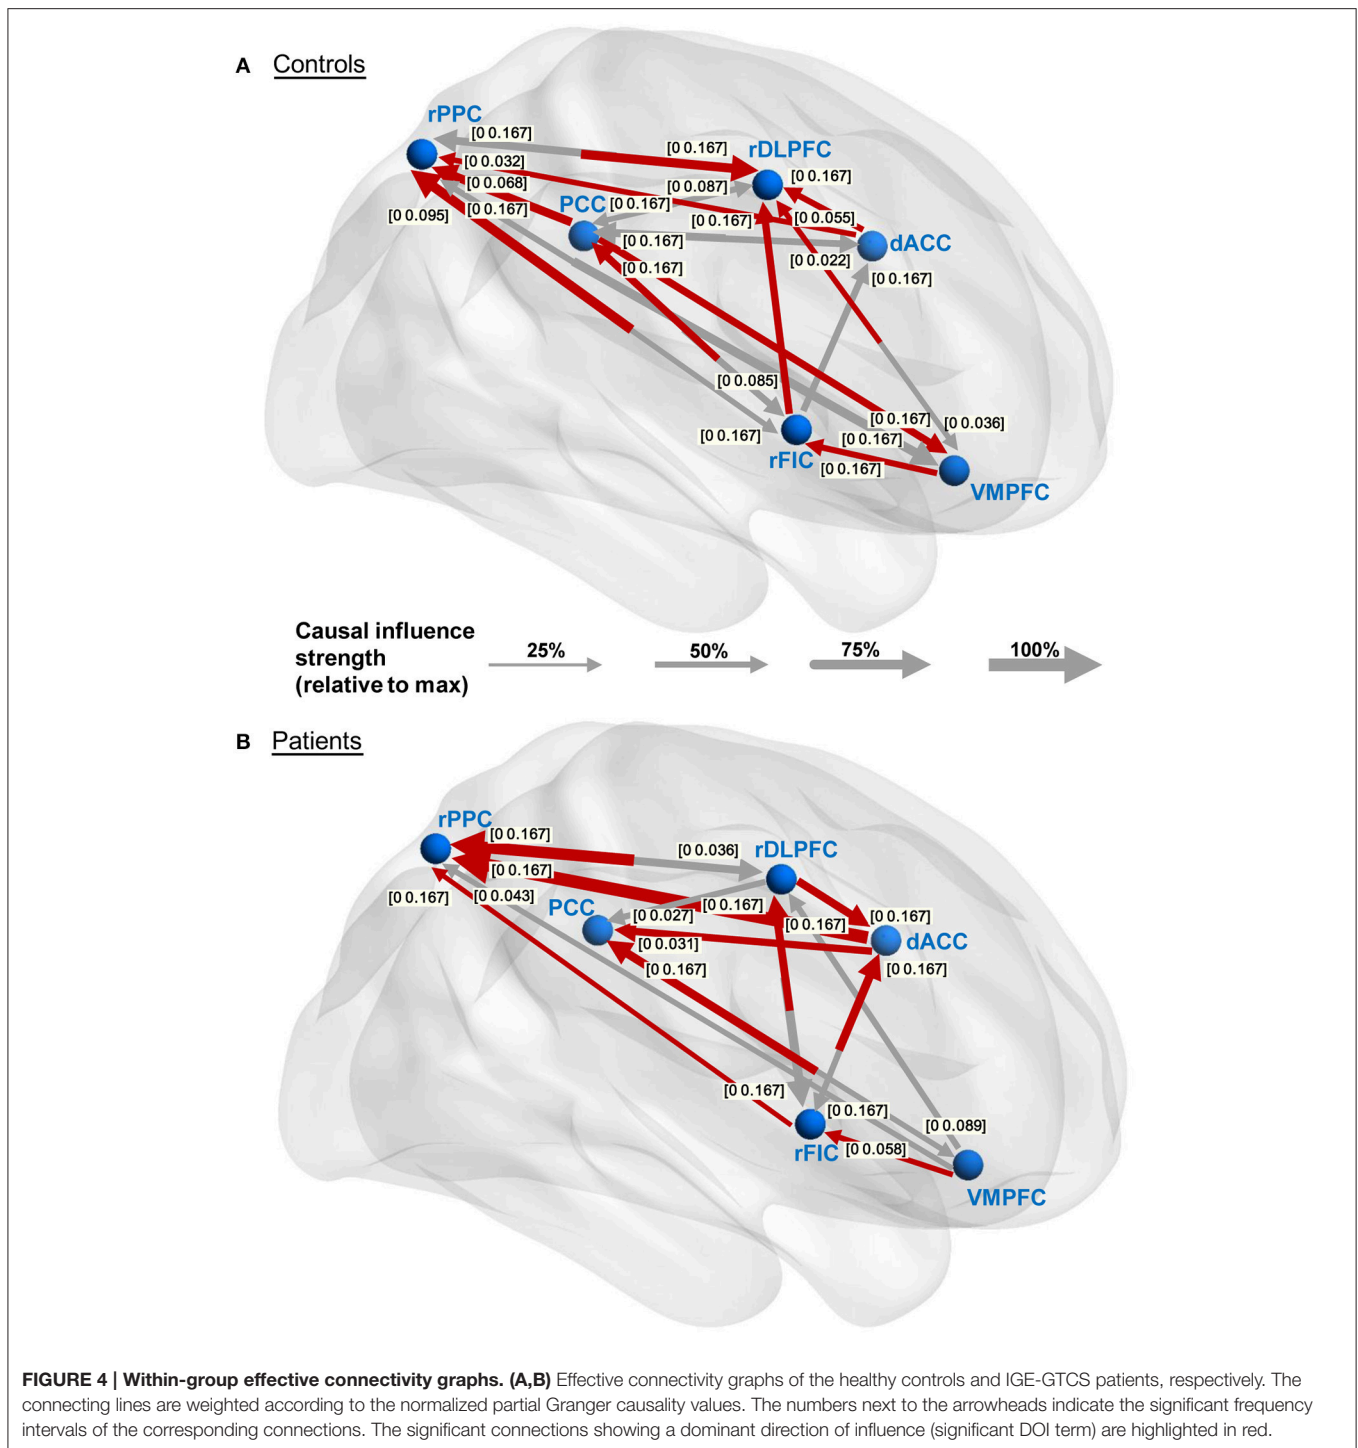 A Controls
rPPC
[0 0.167]
[0 0.167]
rDLPFC
[0 0.032]
[0 0.167]
[0 0.068]
[0 0.087]
PCC
[0 0.167]
[0 0.095]
[0 0.167]
[0 0.167]
[0 0.055]
dACC
[0 0.167]
[0 0.022]
[0 0.167]
[0 0.167]
[0 0.085]
[0 0.167]
[0 0.036]
[0 0.167]
[0 0.167]
rFIC
[0 0.167]
VMPFC
Causal influence
strength
(relative to max)
25%
50%
75%
100%
B Patients
rPPC
[0 0.167]
[0 0.036]
rDLPFC
[0 0.167]
[0 0.167]
[0 0.043]
PCC
[0 0.027]
[0 0.167]
[0 0.167]
[0 0.167]
dACC
[0 0.031]
[0 0.167]
[0 0.167]
[0 0.167]
[0 0.167]
[0 0.089]
rFIC
[0 0.058]
VMPFC
FIGURE 4 | Within-group effective connectivity graphs. (A,B) Effective connectivity graphs of the healthy controls and IGE-GTCS patients, respectively. The
connecting lines are weighted according to the normalized partial Granger causality values. The numbers next to the arrowheads indicate the significant frequency
intervals of the corresponding connections. The significant connections showing a dominant direction of influence (significant DOI term) are highlighted in red.